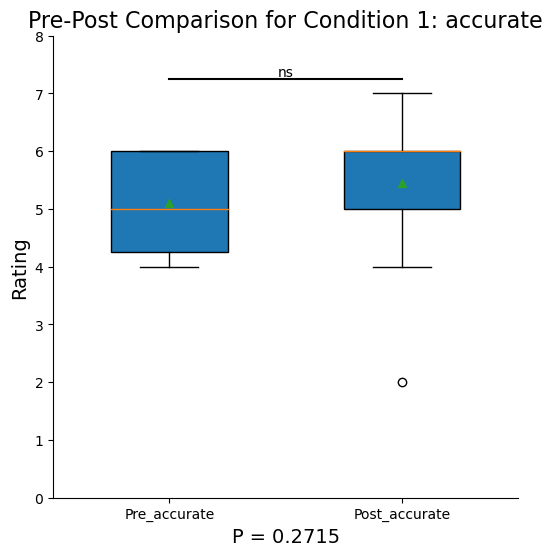 Pre-Post Comparison for Condition 1: accurate
8
ns
7
6
5
4
3
2
1
0
Rating
Pre_accurate Post_accurate
P = 0.2715